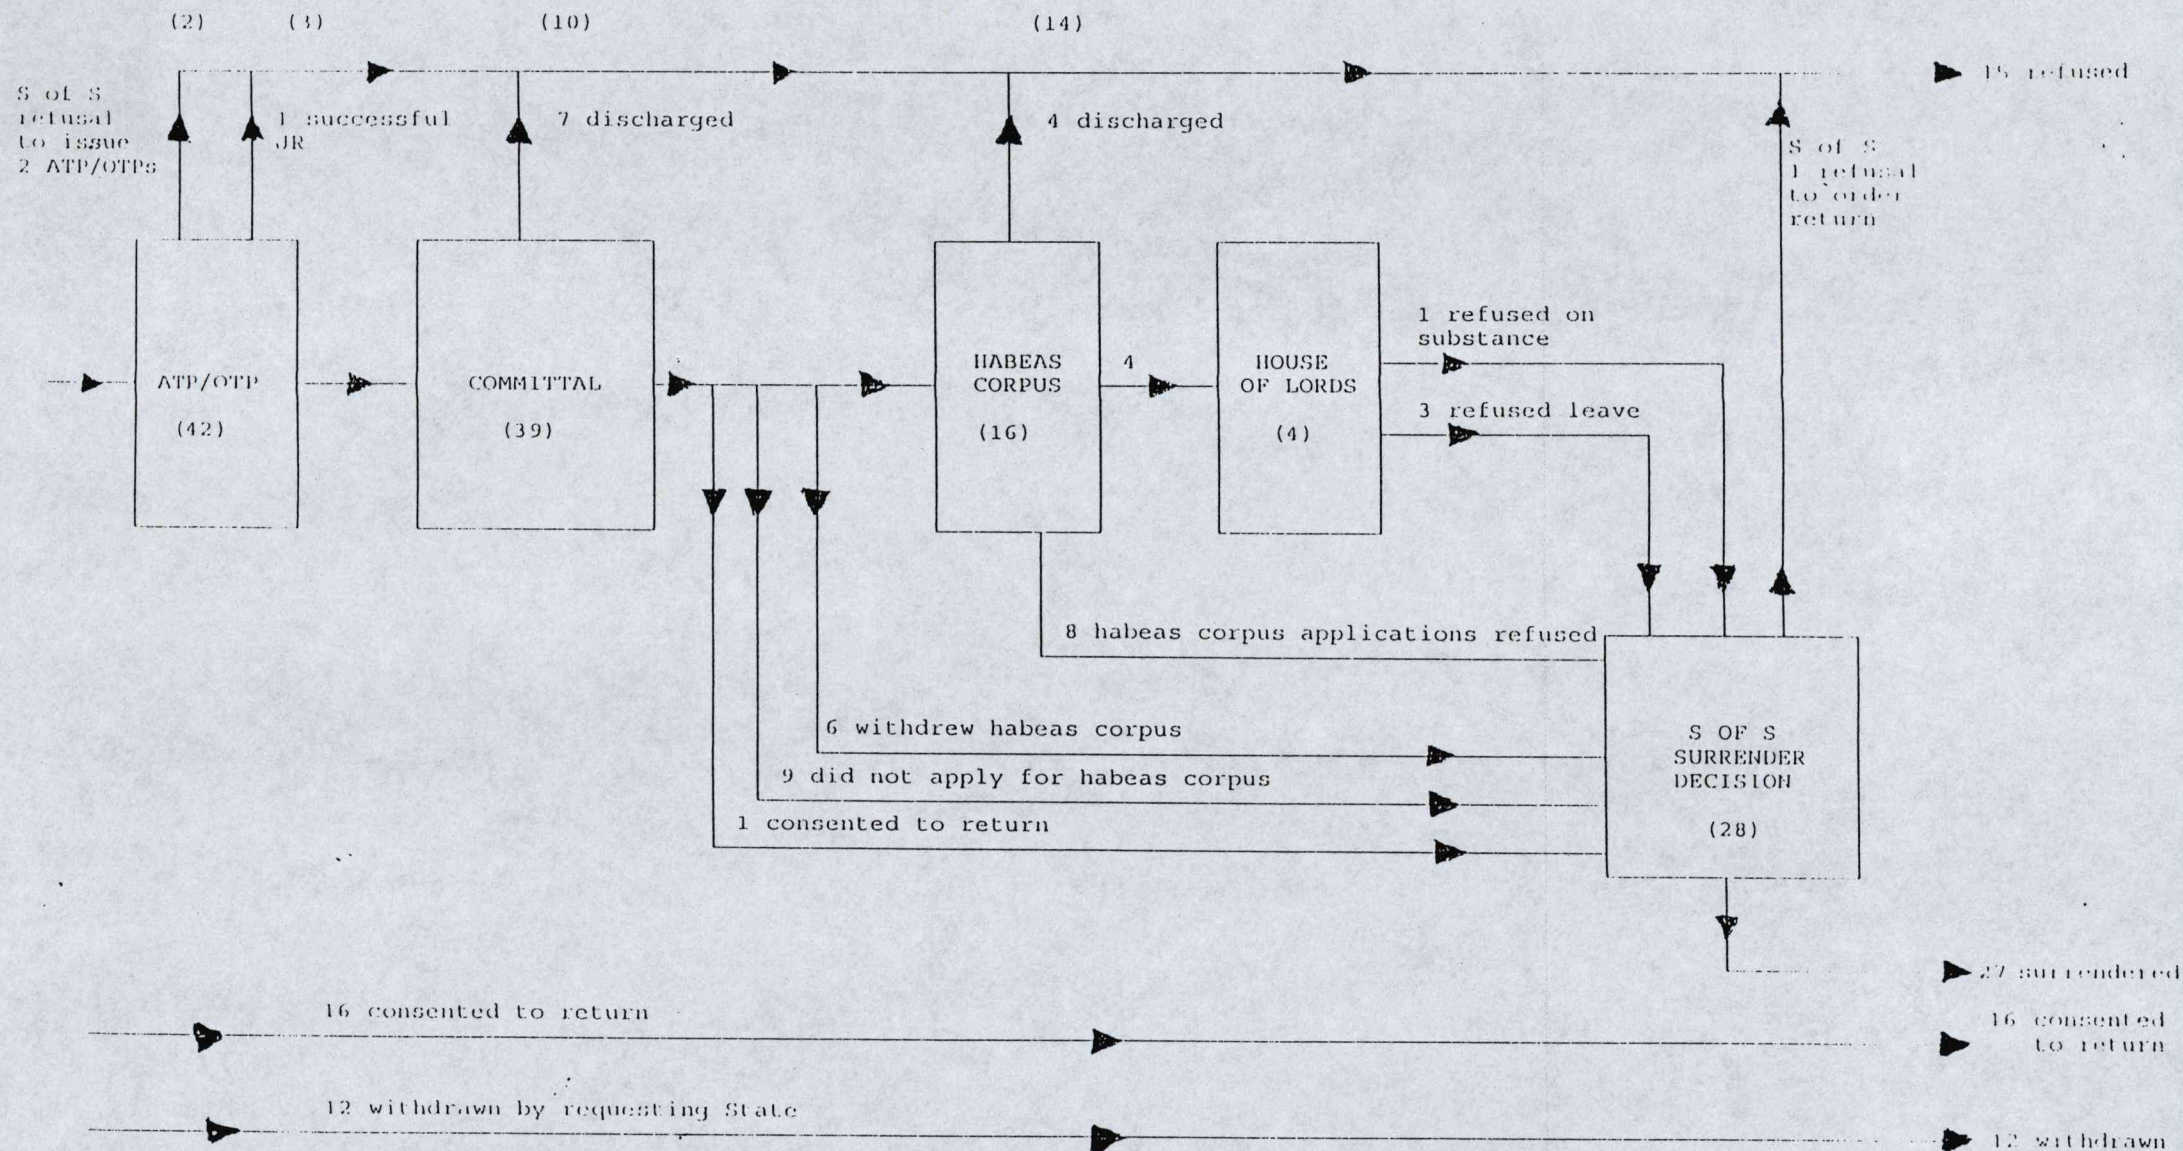 (2)
(3)
(10)
(14)
15 refused
S of S
refusal
to issue
2 ATP/OTPs
1 successful
JR
7 discharged
4 discharged
S of S
1 refusal
to order
return
1 refused on
substance
ATP/OTP
(42)
COMMITTAL
(39)
HABEAS
CORPUS
(16)
4
HOUSE
OF LORDS
(4)
3 refused leave
8 habeas corpus applications refused
6 withdrew habeas corpus
9 did not apply for habeas corpus
1 consented to return
S OF S
SURRENDER
DECISION
(28)
27 surrendered
16 consented to return
16 consented
to return
12 withdrawn by requesting State
12 withdrawn